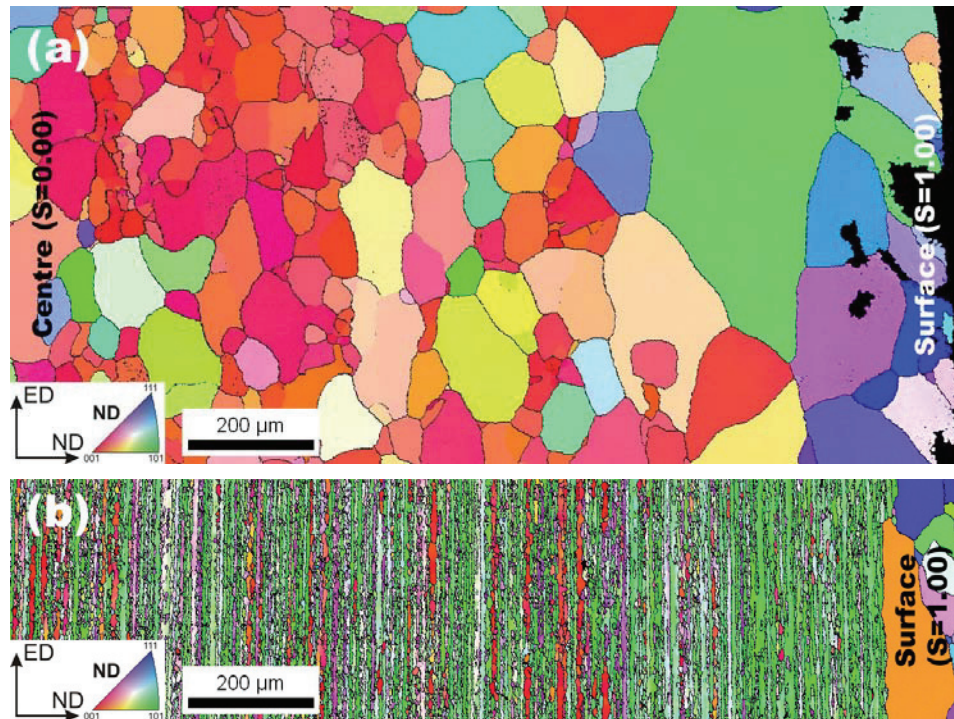 (a)
Centre (S=0.00)
Surface (S=1.00)
ED
ND
ND
111
001
101
200 µm
(b)
Surface
(S=1.00)
ED
ND
ND
111
001
101
200 µm